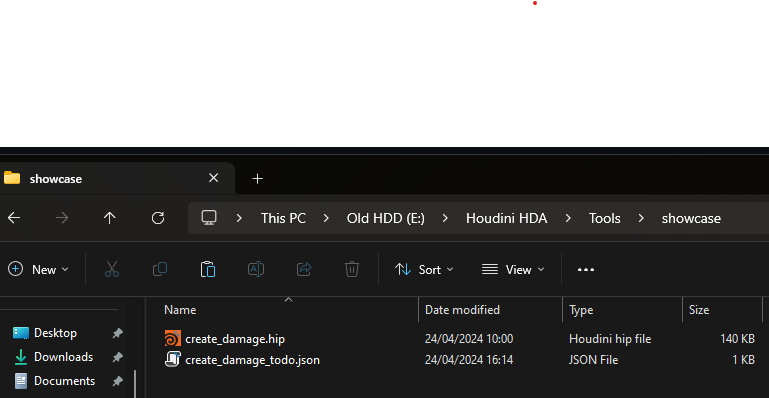 showcase
This PC > Old HDD (E:) > Houdini HDA > Tools > showcase
New Sort View
Name Date modified Type Size
Desktop
Downloads
Documents
create_damage.hip 24/04/2024 10:00 Houdini hip file 140 KB
create_damage_todo.json 24/04/2024 16:14 JSON File 1 KB